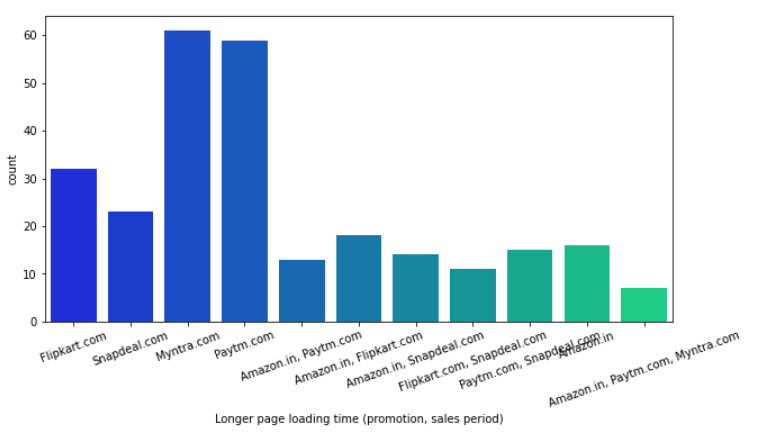 60
50
40
30
20
10
0
count
Flipkart.com
Snapdeal.com
Myntra.com
Paytm.com
Amazon.in, Paytm.com
Amazon.in, Flipkart.com
Amazon.in, Snapdeal.com
Flipkart.com, Snapdeal.com
Paytm.com, Snapdeal.com
Amazon.in
Amazon.in, Paytm.com, Myntra.com
Longer page loading time (promotion, sales period)